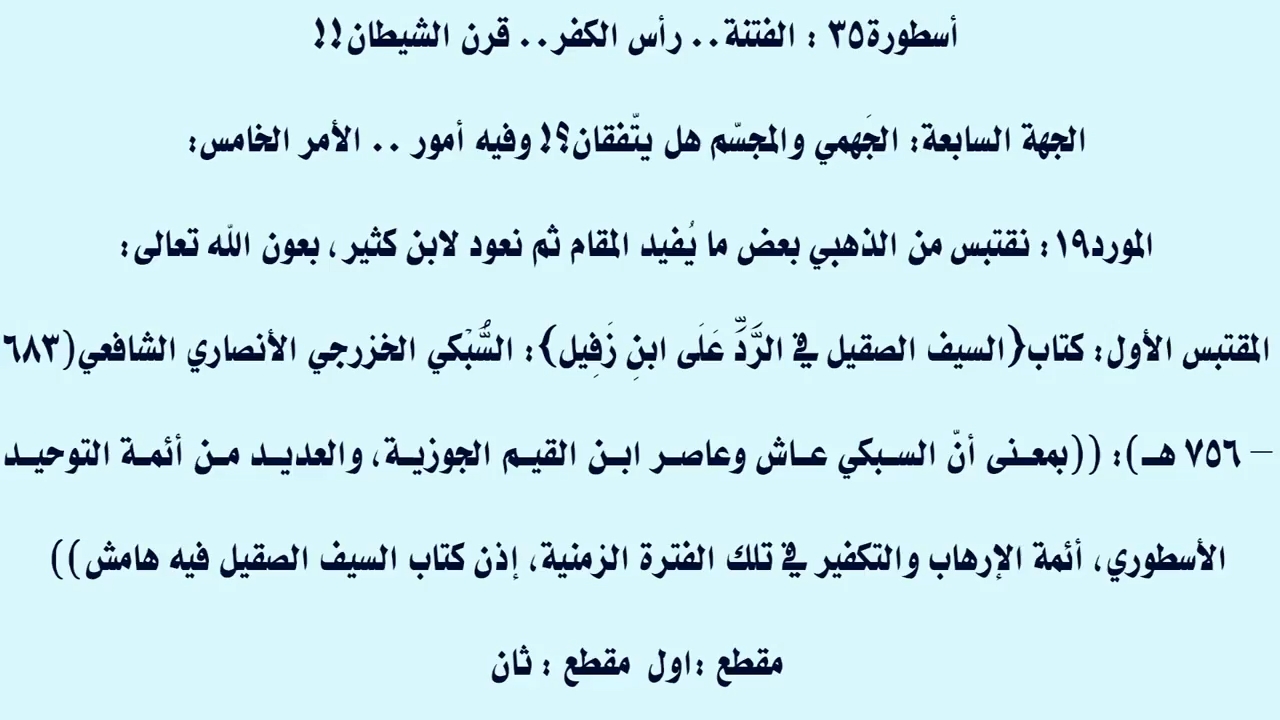 أسطورة٣٥ : الفتنة.. رأس الكفر.. قرن الشيطان!!
الجهة السابعة: الجَهمي والمجسّم هل يتّفقان؟! وفيه أمور .. الأمر الخامس:
المورد١٩: نقتبس من الذهبي بعض ما يُفيد المقام ثم نعود لابن كثير، بعون الله تعالى:
المقتبس الأول: كتاب{السيف الصقيل في الرَّدِّ عَلَى ابنِ زَفِيل}: السُّبْكي الخزرجي الأنصاري الشافعي(٦٨٣
– ٧٥٦ هـ): ((بمعنى أنّ السبكي عاش وعاصر ابن القيم الجوزية، والعديد من أئمة التوحيد
الأسطوري، أئمة الإرهاب والتكفير في تلك الفترة الزمنية، إذن كتاب السيف الصقيل فيه هامش))
مقطع :اول مقطع : ثان